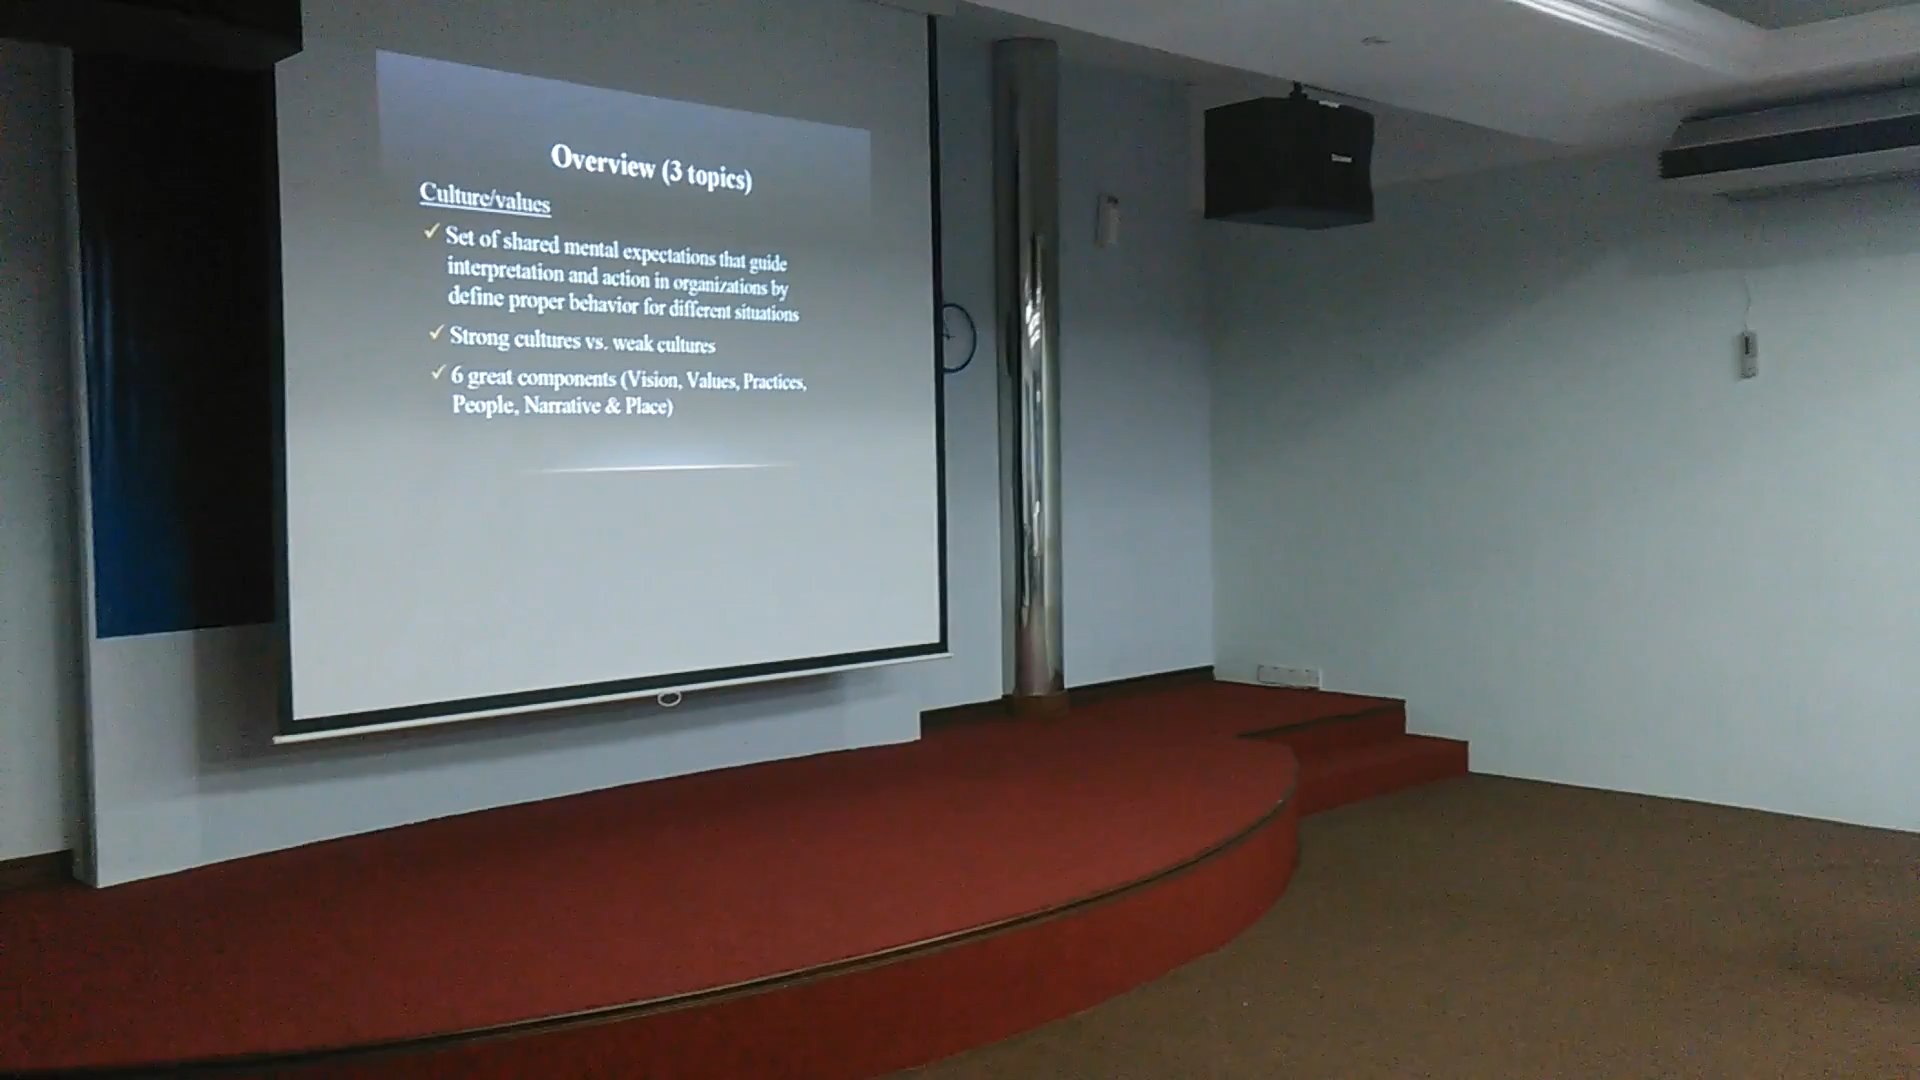 Overview (3 topics)
Culture/values
✓ Set of shared mental expectations that guide
interpretation and action in organizations by
define proper behavior for different situations
✓ Strong cultures vs. weak cultures
✓ 6 great components (Vision, Values, Practices,
People, Narrative & Place)